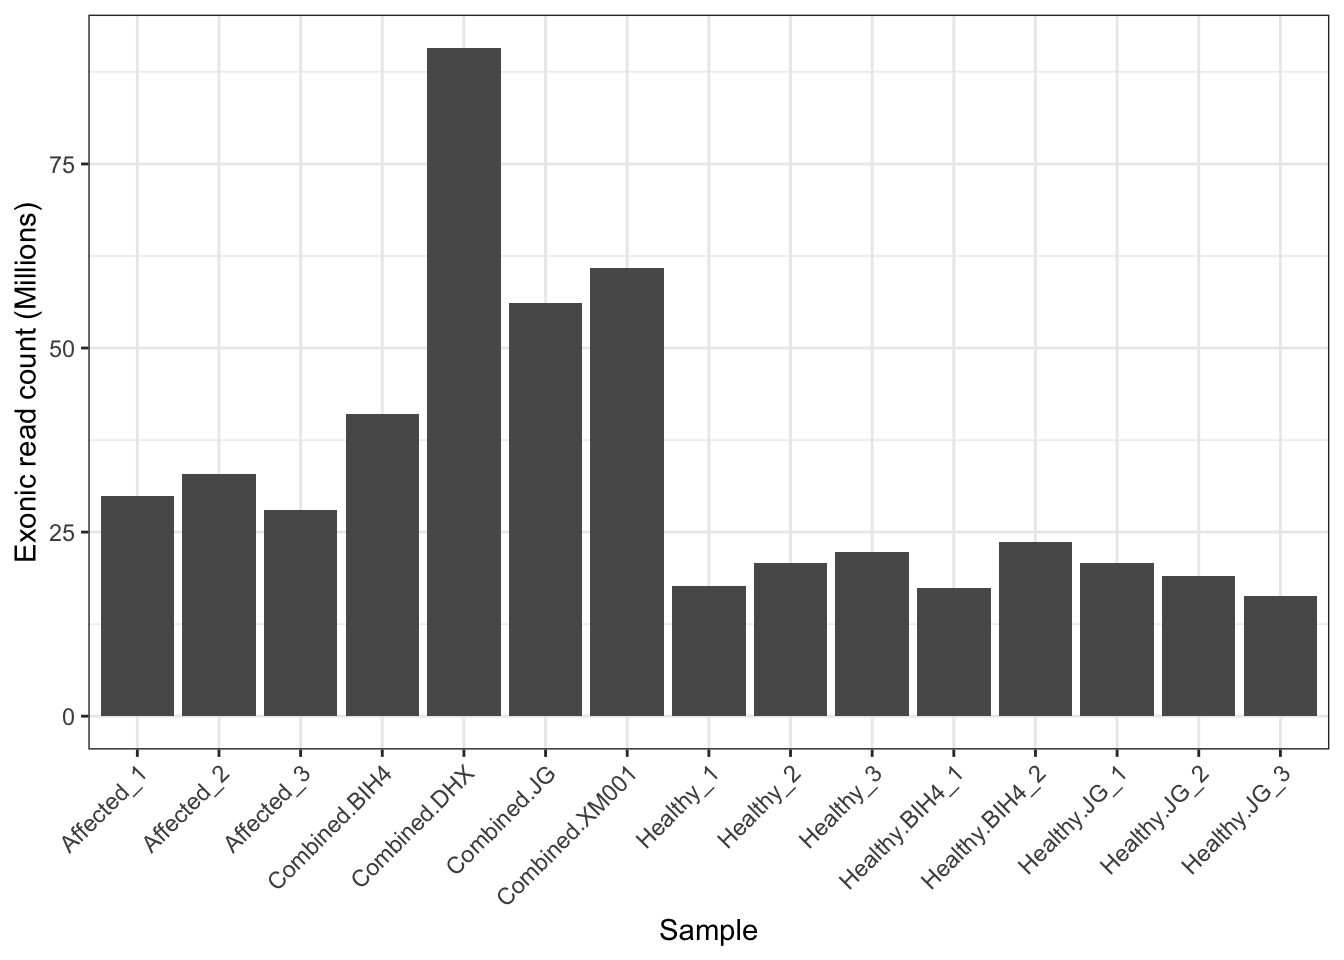 Exonic read count (Millions)
75
50
25
0
Affected_1
Affected_2
Affected_3
Combined.BIH4
Combined.DHX
Combined.JG
Combined.XM001
Healthy_1
Healthy_2
Healthy_3
Healthy.BIH4_1
Healthy.BIH4_2
Healthy.JG_1
Healthy.JG_2
Healthy.JG_3
Sample